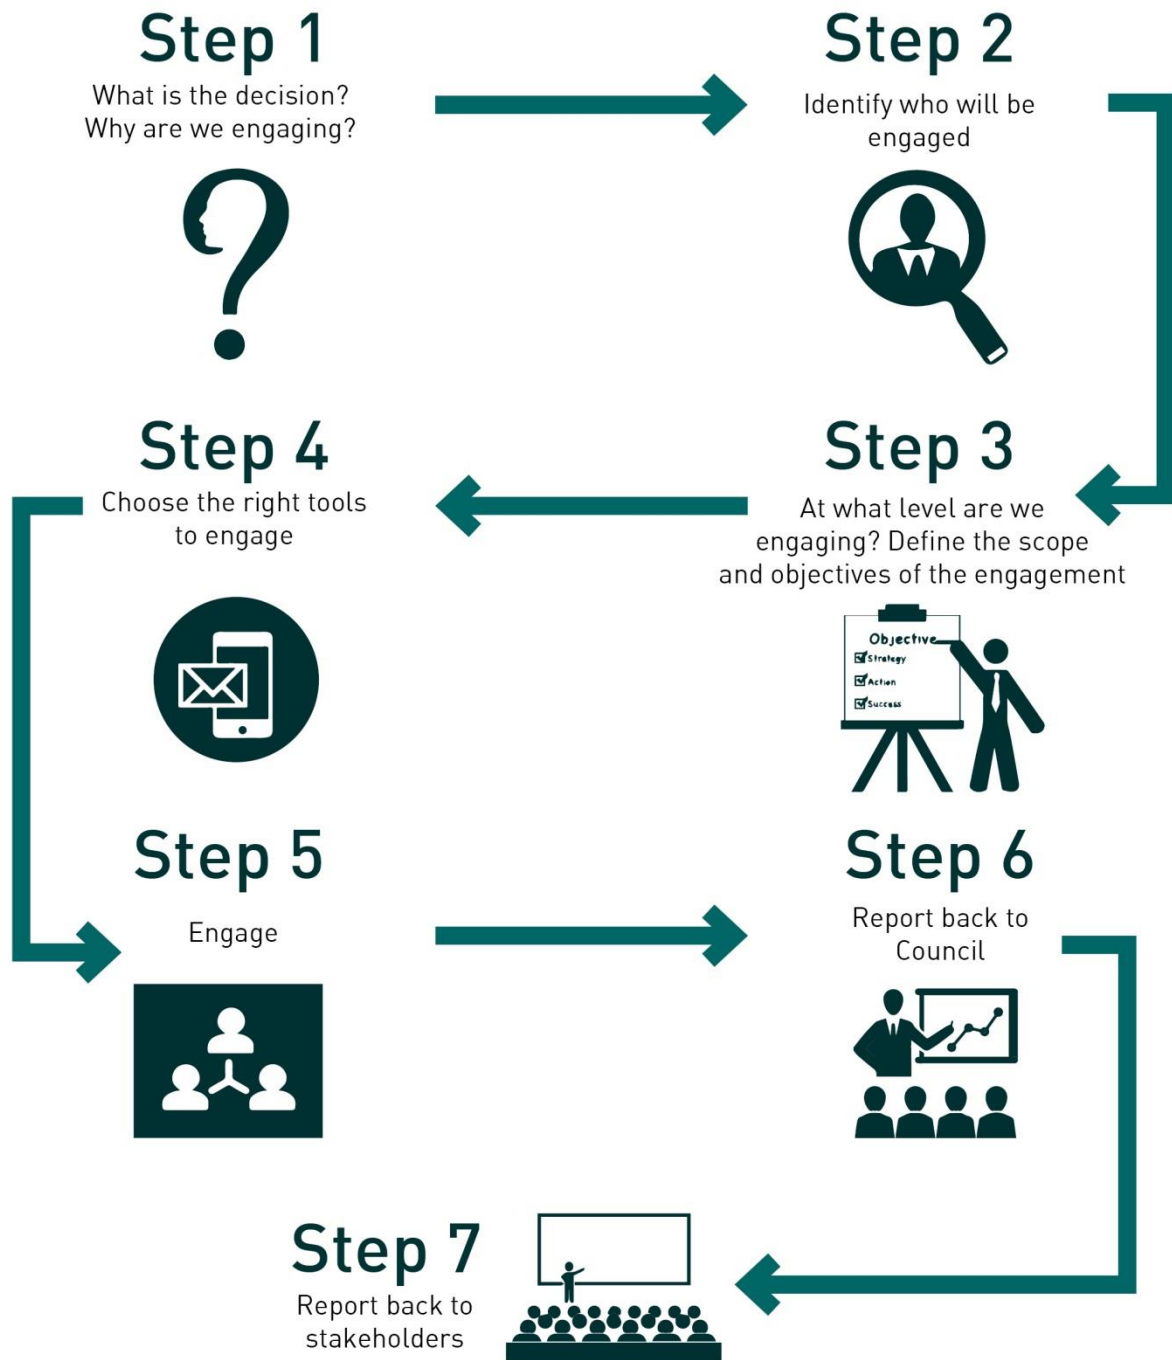 Step 1
What is the decision?
Why are we engaging?
Step 2
Identify who will be
engaged
Step 3
At what level are we
engaging? Define the scope
and objectives of the engagement
Objective
Strategy
Action
Success
Step 4
Choose the right tools
to engage
Step 5
Engage
Step 6
Report back to
Council
Step 7
Report back to
stakeholders